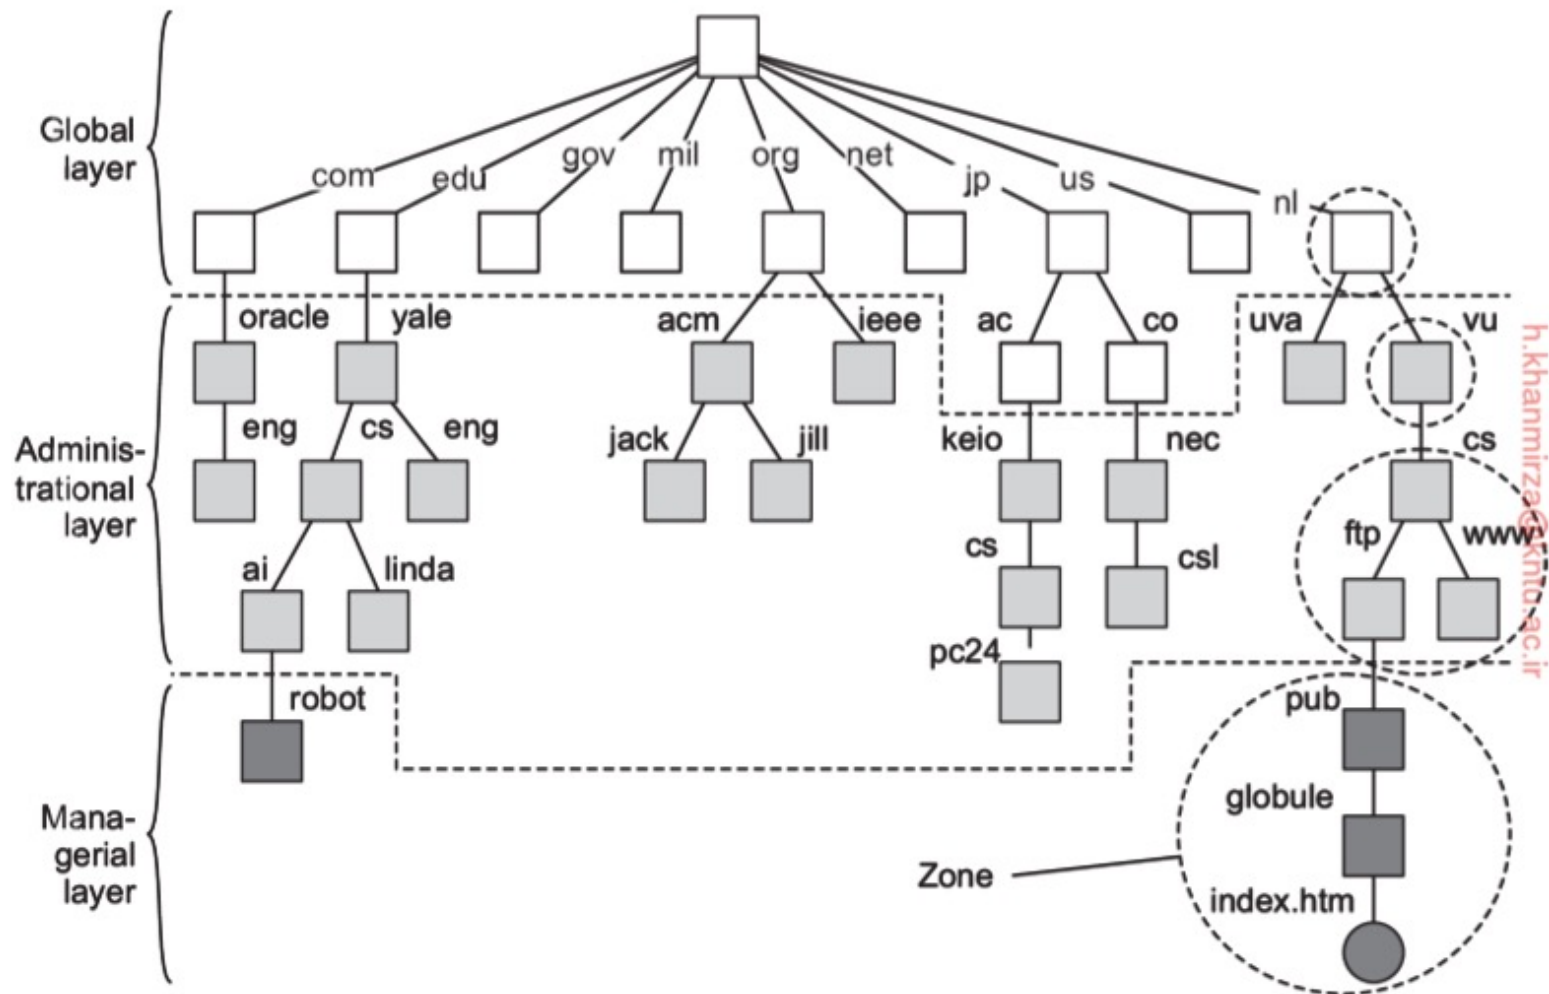 Global
layer
com
edu
gov
mil
org
net
jp
us
nl
oracle
yale
acm
ieee
ac
co
uva
vu
Adminis-
trational
layer
eng
cs
eng
jack
jill
keio
nec
cs
ai
linda
cs
csl
ftp
www
pc24
robot
pub
Mana-
gerial
layer
globule
Zone
index.htm
h.khanmirza@kntu.ac.ir